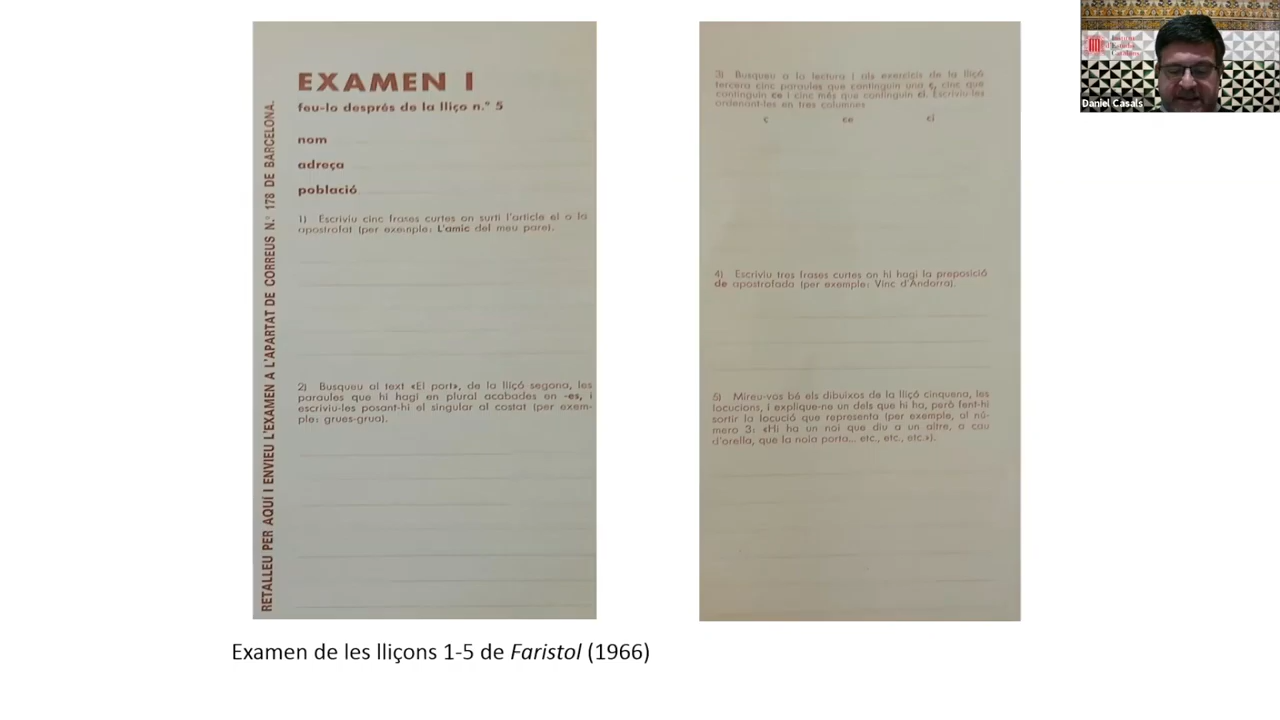 EXAMEN I
feu-lo després de la lliço n.º 5
nom
adreça
població
1) Escriviu cinc frases curtes on surti l'article el o la
apostrofat (per exemple: L'amic del meu pare).
2) Busqueu al text «El port», de la lliçó segona, les
paraules que hi hagi en plural acabades en -es, i
escriviu-les posant-hi el singular al costat (per exem-
ple: grues-grua).
RETALLEU PER AQUÍ I ENVIEU L'EXAMEN A L'APARTAT DE CORREUS N.º 178 DE BARCELONA.
3) Busqueu a la lectura i als exercicis de la lliçó
tercera cinc paraules que continguin una ç, cinc que
continguin ce i cinc més que continguin ci. Escriviu-les
ordenant-les en tres columnes
ç ce ci
4) Escriviu tres frases curtes on hi hagi la preposició
de apostrofada (per exemple: Vinc d'Andorra).
5) Mireu-vos bé els dibuixos de la lliçó cinquena, les
locucions, i expliqueu-ne un dels que hi ha, però fent-hi
sortir la locució que representa (per exemple, al nú-
mero 3: «Hi ha un noi que diu a un altre, a cau
d'orella, que la noia porta... etc., etc., etc.»).
Examen de les lliçons 1-5 de Faristol (1966)
Institut
d'Estudis
Catalans
Daniel Casals